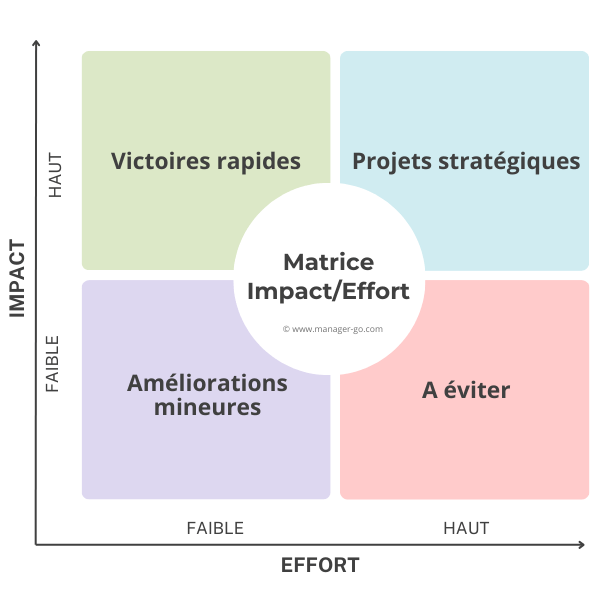 Victoires rapides
Projets stratégiques
HAUT
IMPACT
Matrice
Impact/Effort
© www.manager-go.com
FAIBLE
Améliorations
mineures
A éviter
FAIBLE
HAUT
EFFORT